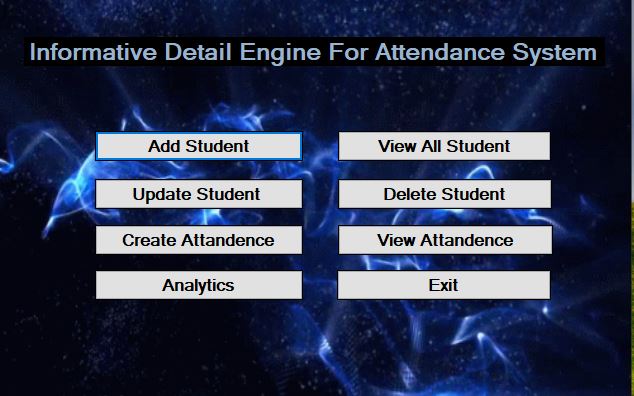 Informative Detail Engine For Attendance System
Add Student
View All Student
Update Student
Delete Student
Create Attandence
View Attandence
Analytics
Exit